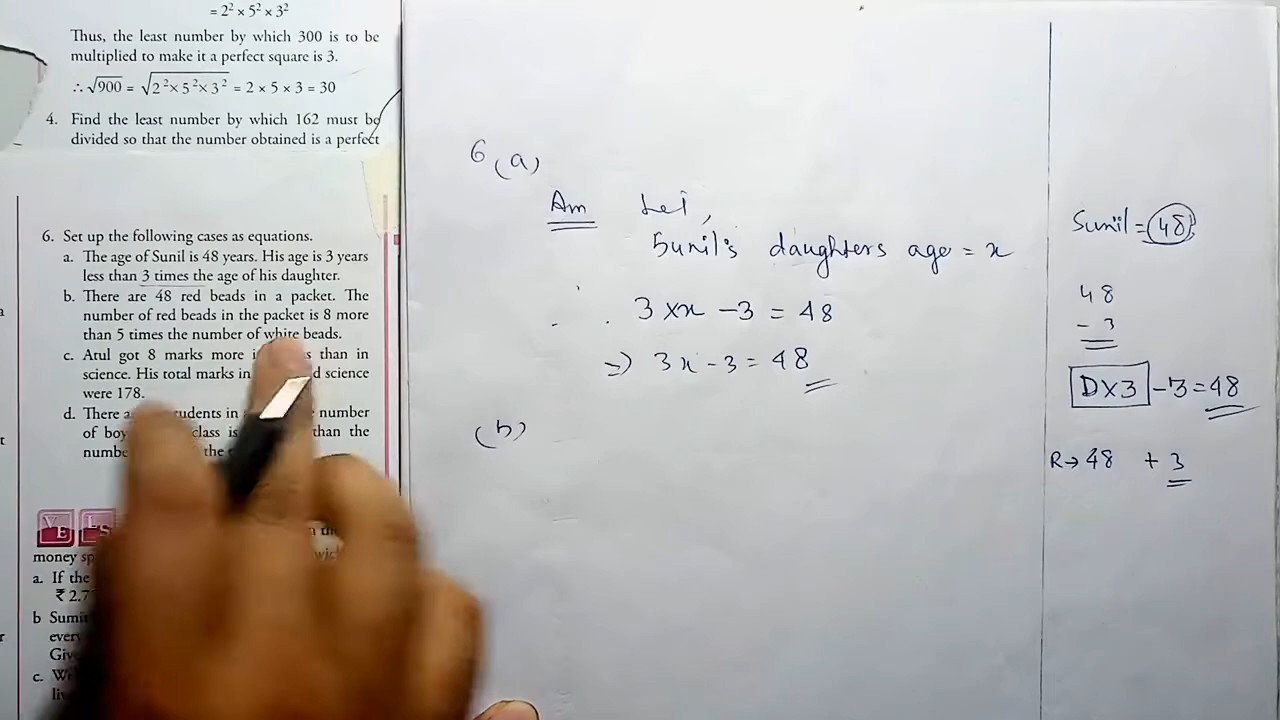 = 2² × 5² × 3²
Thus, the least number by which 300 is to be
multiplied to make it a perfect square is 3.
∴ √900 = √2² × 5² × 3² = 2 × 5 × 3 = 30
4. Find the least number by which 162 must be
divided so that the number obtained is a perfect
6. Set up the following cases as equations.
a. The age of Sunil is 48 years. His age is 3 years
less than 3 times the age of his daughter.
b. There are 48 red beads in a packet. The
number of red beads in the packet is 8 more
than 5 times the number of white beads.
c. Atul got 8 marks more than in
science. His total marks in science
were 178.
d. There students in number
of class is than the
the
VE LS
money
a. If the
₹ 2.7
b
c.
6 (a)
Ans Let,
Sunil's daughters age = x
3 × x - 3 = 48
=> 3x - 3 = 48
(b)
Sunil = 48
48
- 3
D×3 - 3 = 48
R→48 + 3